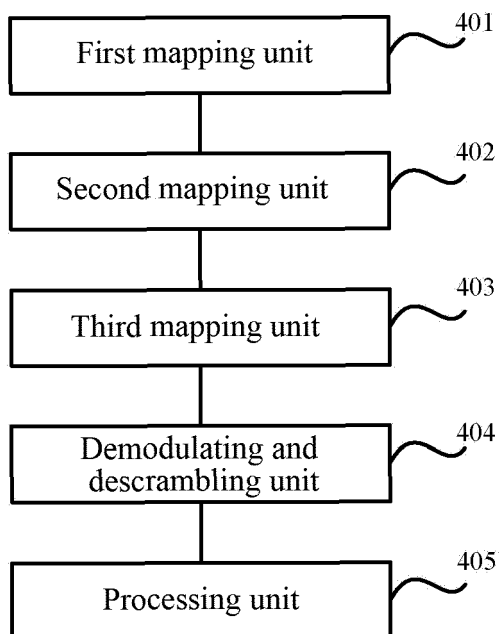 401
First mapping unit
402
Second mapping unit
403
Third mapping unit
404
Demodulating and
descrambling unit
405
Processing unit